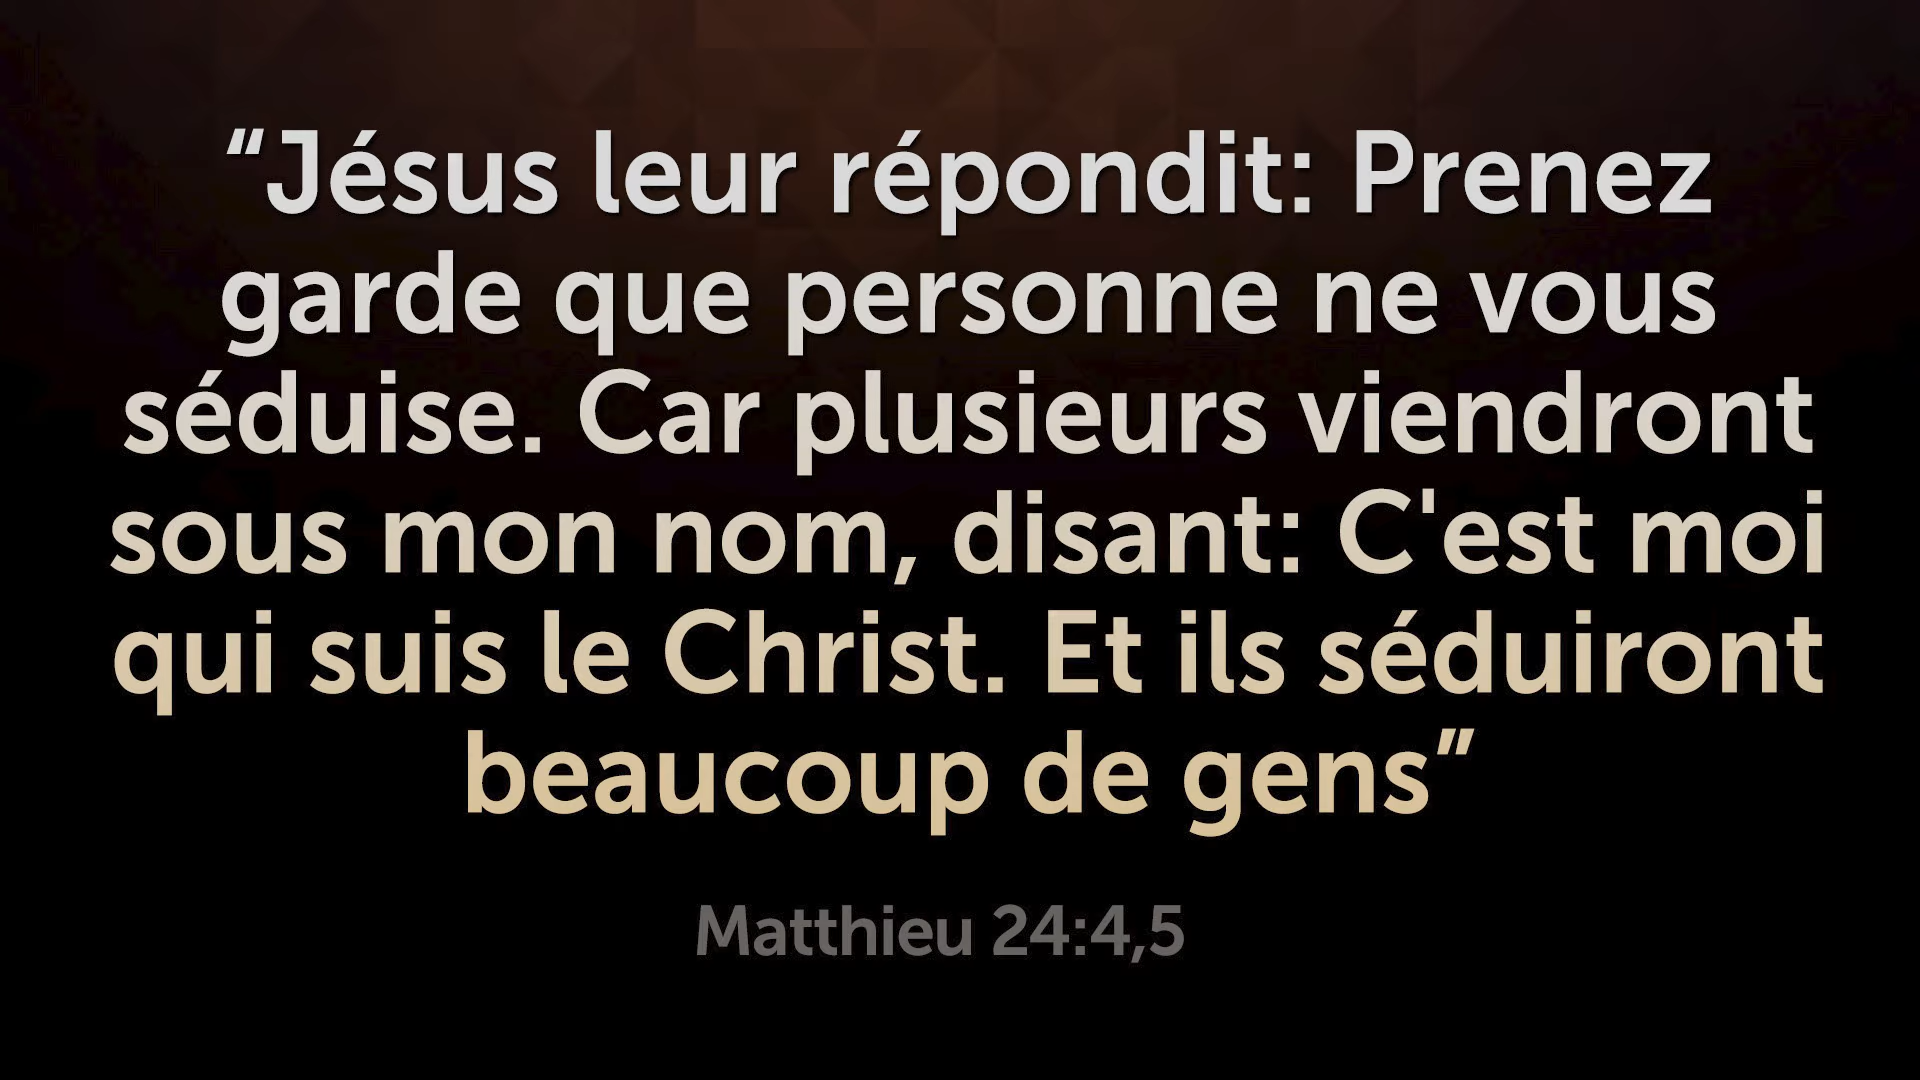 “Jésus leur répondit: Prenez
garde que personne ne vous
séduise. Car plusieurs viendront
sous mon nom, disant: C'est moi
qui suis le Christ. Et ils séduiront
beaucoup de gens”
Matthieu 24:4,5